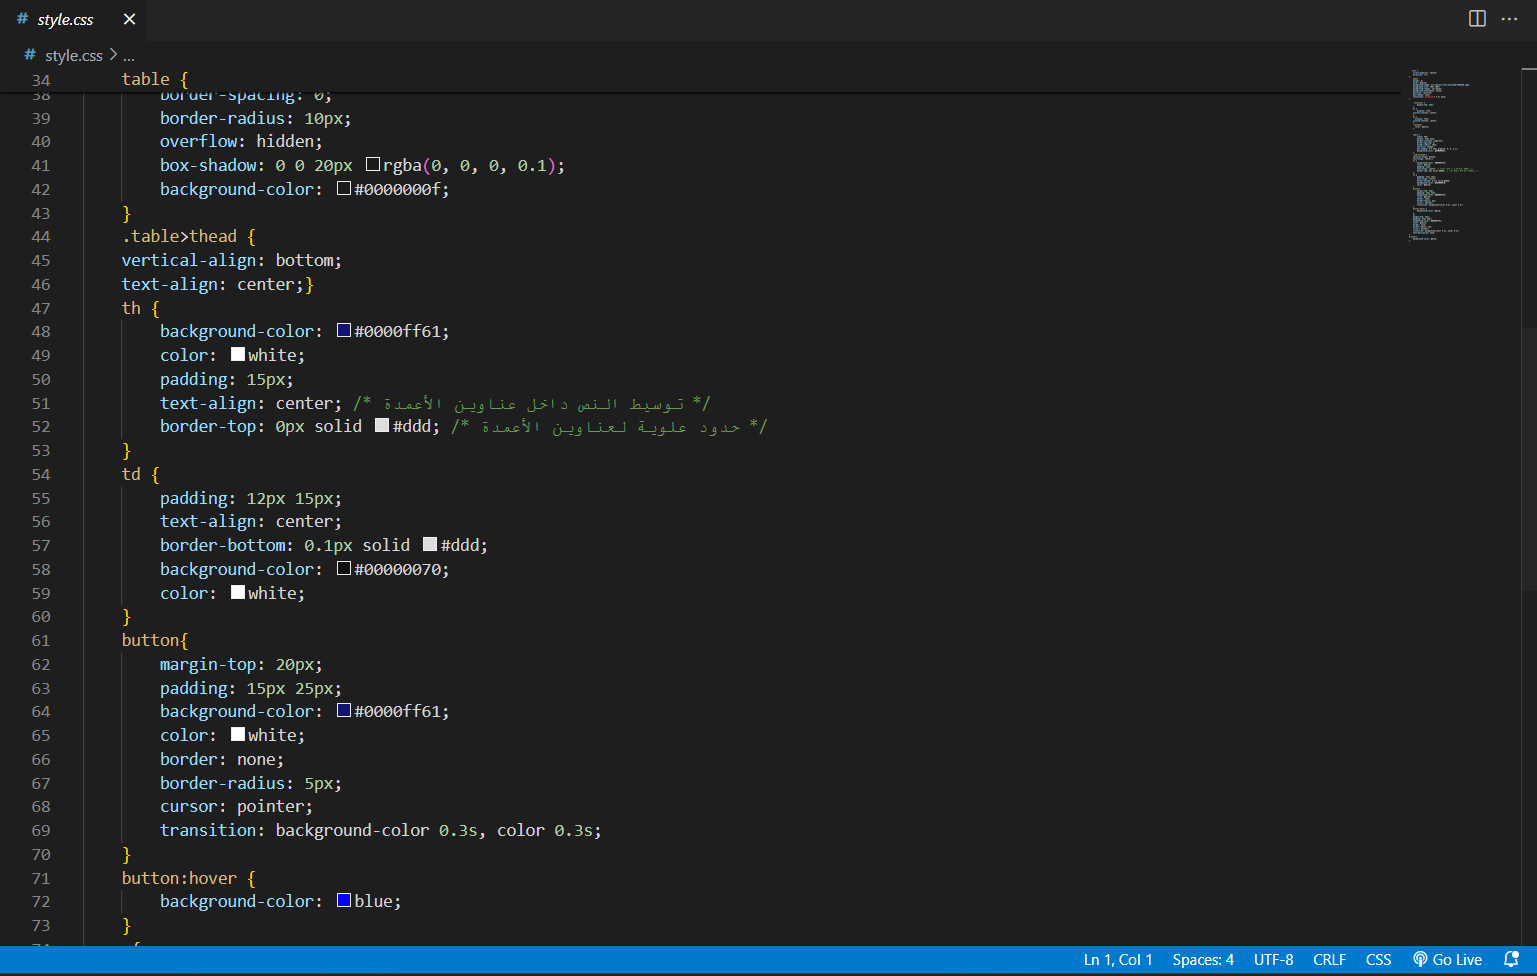 # style.css ×
# style.css > ...
34 table {
38 border-spacing: 0;
39 border-radius: 10px;
40 overflow: hidden;
41 box-shadow: 0 0 20px rgba(0, 0, 0, 0.1);
42 background-color: #0000000f;
43 }
44 .table>thead {
45 vertical-align: bottom;
46 text-align: center;}
47 th {
48 background-color: #0000ff61;
49 color: white;
50 padding: 15px;
51 text-align: center; /* توسيط النص داخل عناوين الأعمدة */
52 border-top: 0px solid #ddd; /* حدود علوية لعناوين الأعمدة */
53 }
54 td {
55 padding: 12px 15px;
56 text-align: center;
57 border-bottom: 0.1px solid #ddd;
58 background-color: #00000070;
59 color: white;
60 }
61 button{
62 margin-top: 20px;
63 padding: 15px 25px;
64 background-color: #0000ff61;
65 color: white;
66 border: none;
67 border-radius: 5px;
68 cursor: pointer;
69 transition: background-color 0.3s, color 0.3s;
70 }
71 button:hover {
72 background-color: blue;
73 }
Ln 1, Col 1 Spaces: 4 UTF-8 CRLF CSS Go Live